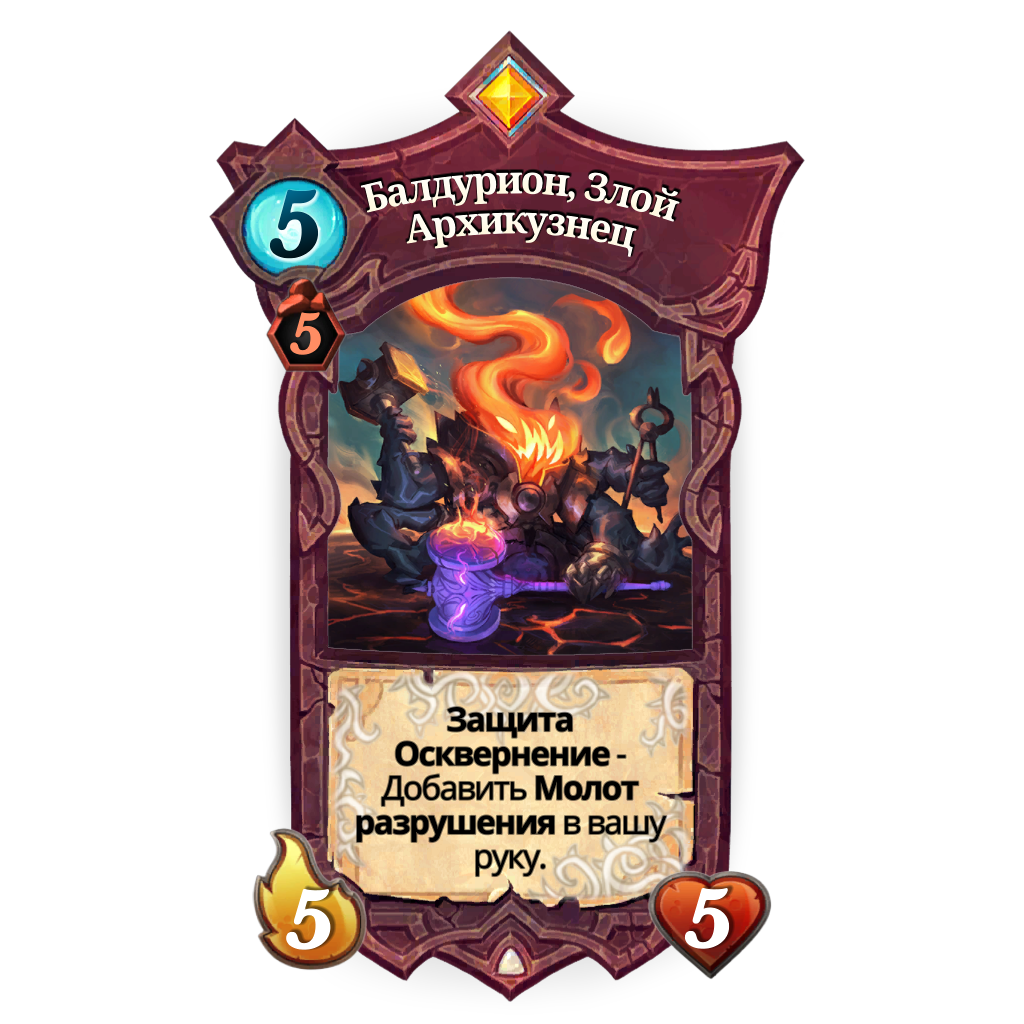 5
Балдурион, Злой
Архикузнец
5
Защита
Осквернение -
Добавить Молот
разрушения в вашу
руку.
5
5